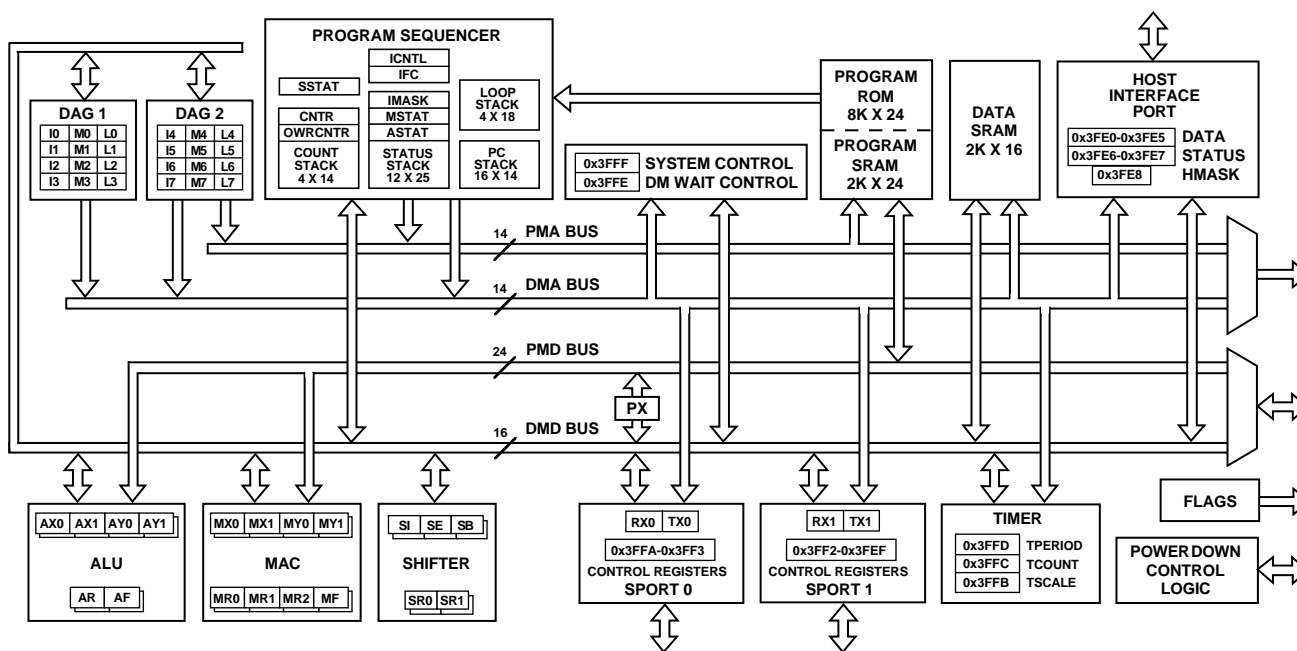 PROGRAM SEQUENCER
ICNTL
IFC
SSTAT
CNTR
OWRCNTR
COUNT
STACK
4 X 14
IMASK
MSTAT
ASTAT
STATUS
STACK
12 X 25
LOOP
STACK
4 X 18
PC
STACK
16 X 14
DAG 1
I0 M0 L0
I1 M1 L1
I2 M2 L2
I3 M3 L3
DAG 2
I4 M4 L4
I5 M5 L5
I6 M6 L6
I7 M7 L7
0x3FFF SYSTEM CONTROL
0x3FFE DM WAIT CONTROL
PROGRAM
ROM
8K X 24
PROGRAM
SRAM
2K X 24
DATA
SRAM
2K X 16
HOST
INTERFACE
PORT
0x3FE0-0x3FE5 DATA
0x3FE6-0x3FE7 STATUS
0x3FE8 HMASK
14 PMA BUS
14 DMA BUS
24 PMD BUS
PX
16 DMD BUS
AX0 AX1 AY0 AY1
ALU
AR AF
MX0 MX1 MY0 MY1
MAC
MR0 MR1 MR2 MF
SI SE SB
SHIFTER
SR0 SR1
RX0 TX0
0x3FFA-0x3FF3
CONTROL REGISTERS
SPORT 0
RX1 TX1
0x3FF2-0x3FEF
CONTROL REGISTERS
SPORT 1
TIMER
0x3FFD TPERIOD
0x3FFC TCOUNT
0x3FFB TSCALE
FLAGS
POWER DOWN
CONTROL
LOGIC